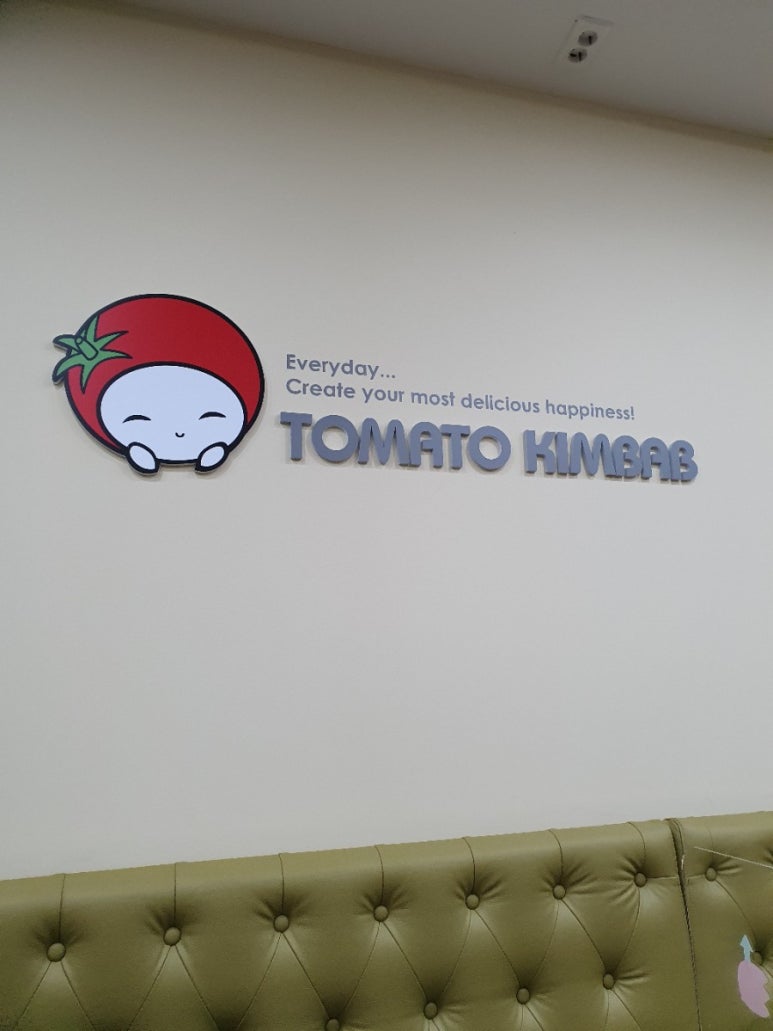 Everyday...
Create your most delicious happiness!
TOMATO KIMBAB